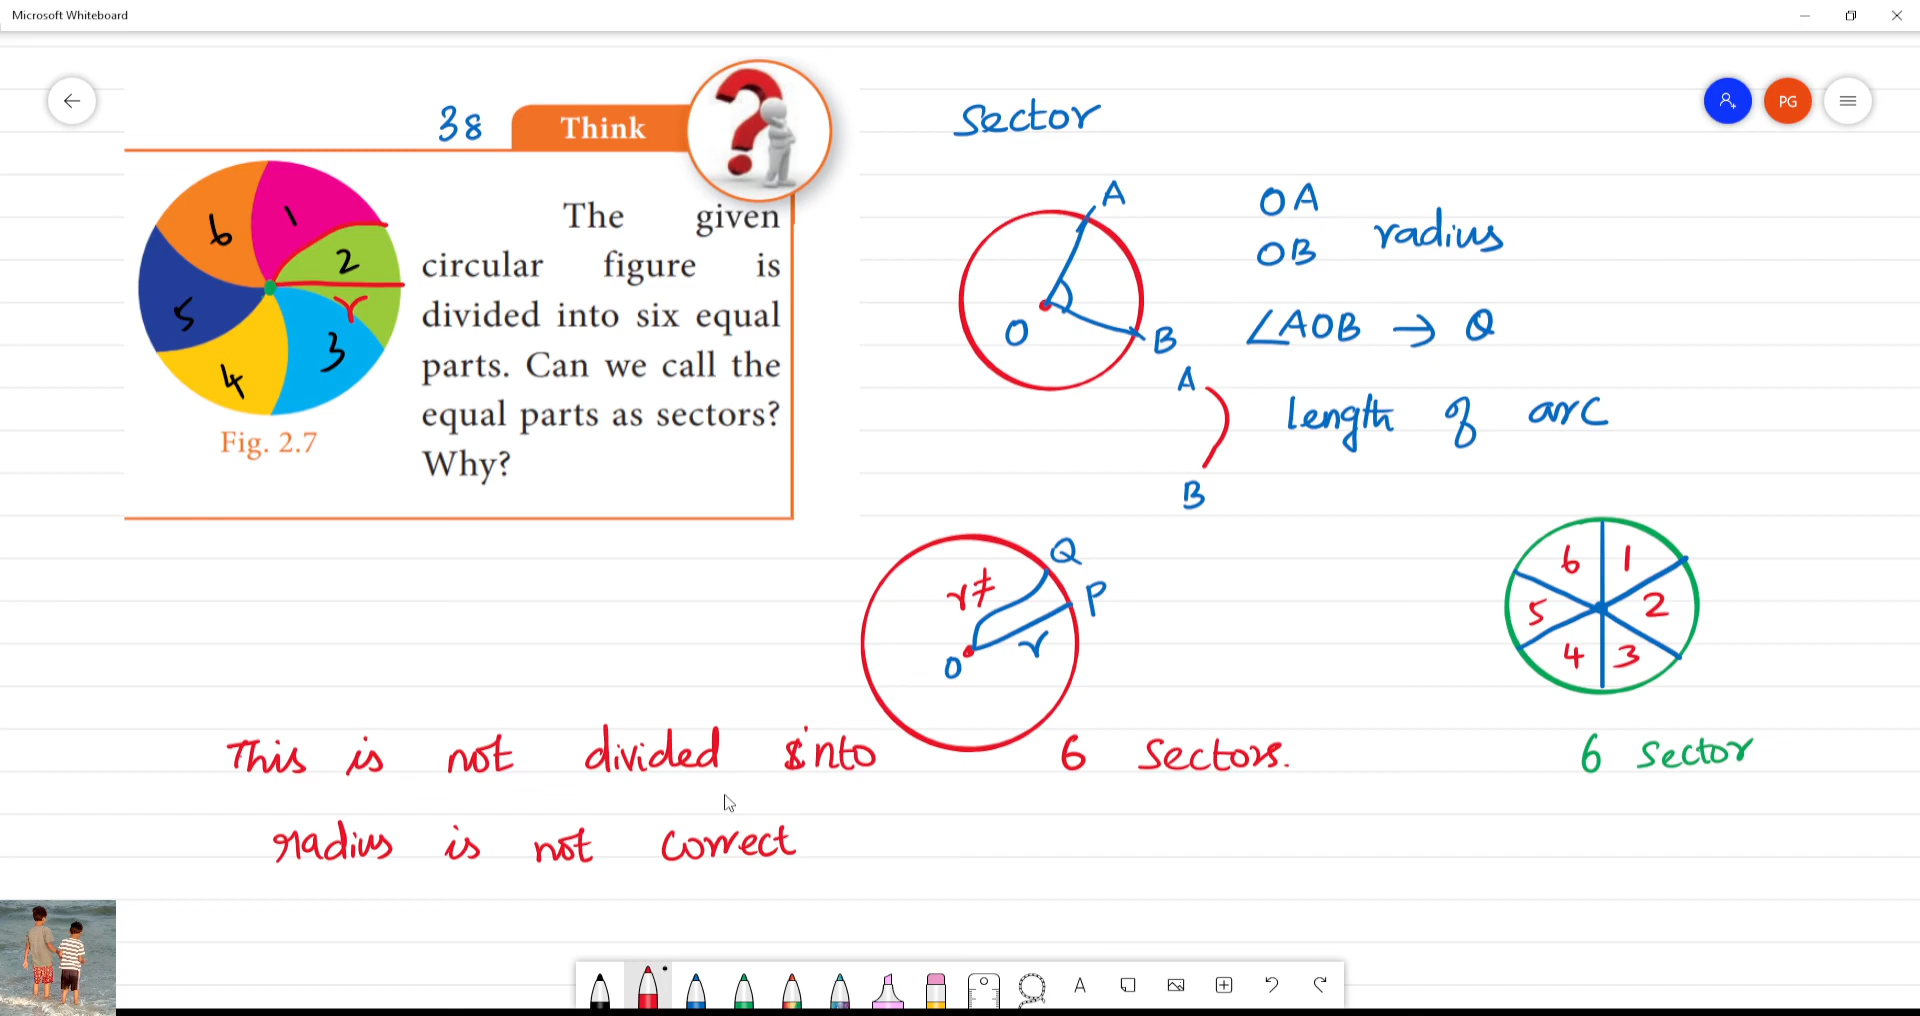 Microsoft Whiteboard
PG
38
Think
The given
circular figure is
divided into six equal
parts. Can we call the
equal parts as sectors?
Why?
1
2
r
3
4
5
6
Fig. 2.7
Sector
A
O
B
OA
OB
radius
∠AOB → θ
A
B
length of arc
Q
P
r≠
r
O
6 1
5 2
4 3
This is not divided into 6 Sectors.
6 Sector
radius is not correct
A